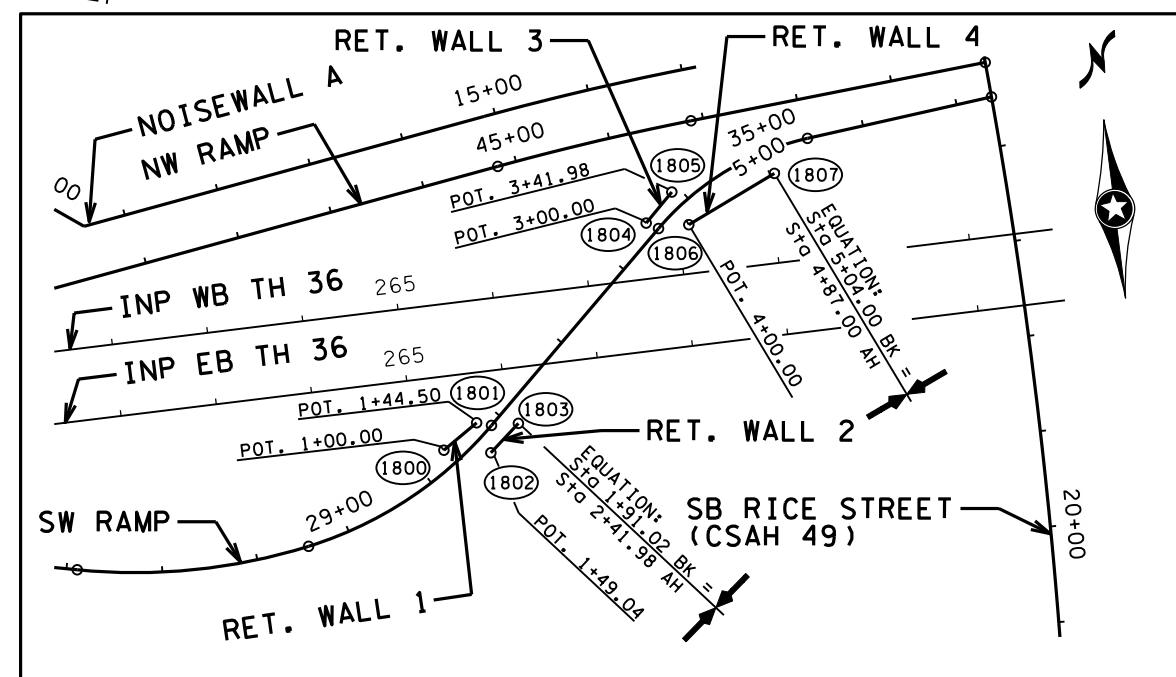 RET. WALL 3
RET. WALL 4
NOISEWALL A
15+00
NW RAMP
45+00
35+00
5+00
00
1805
1807
POT. 3+41.98
POT. 3+00.00
1804
1806
EQUATION:
Sta 5+04.00 BK =
Sta 4+87.00 AH
POT. 4+00.00
INP WB TH 36
265
INP EB TH 36
265
1801
1803
POT. 1+44.50
POT. 1+00.00
RET. WALL 2
1800
1802
EQUATION:
Sta 1+91.02 BK =
Sta 2+41.98 AH
POT. 1+49.04
SB RICE STREET
(CSAH 49)
20+00
29+00
SW RAMP
RET. WALL 1
N